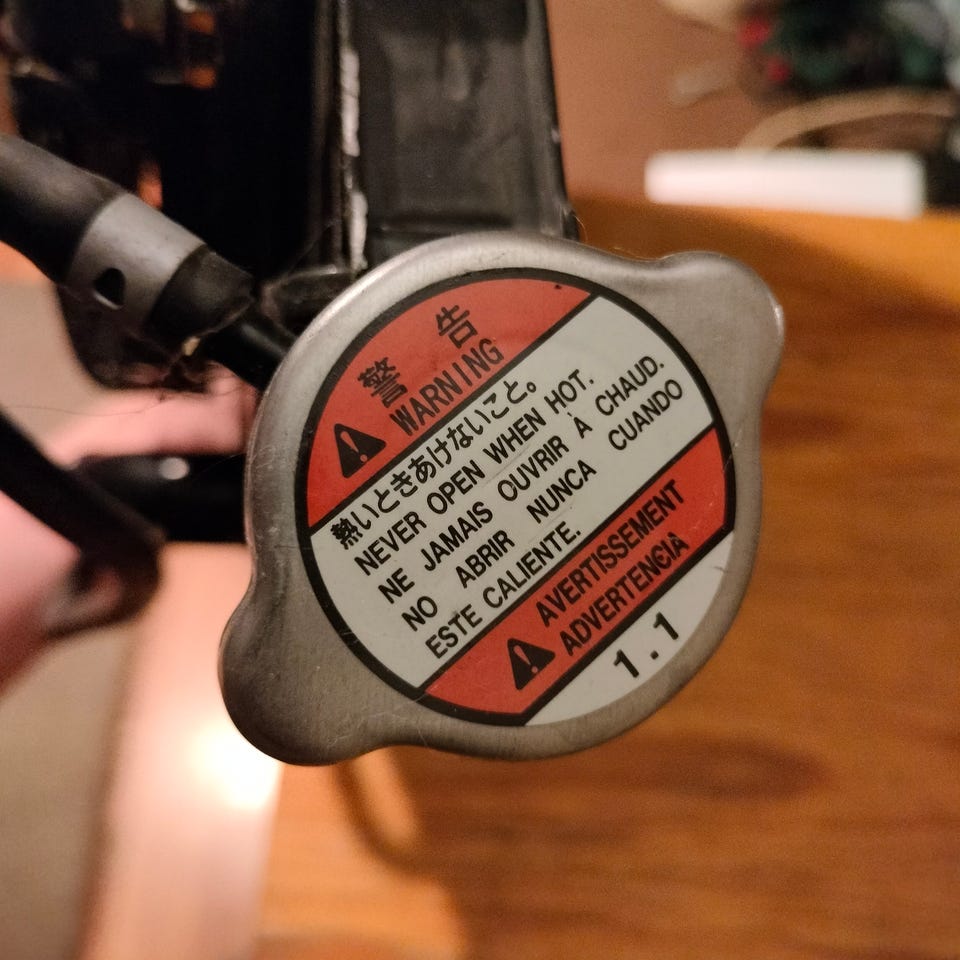 警告
WARNING
熱いときあけないこと。
NEVER OPEN WHEN HOT.
NE JAMAIS OUVRIR À CHAUD.
NO ABRIR NUNCA CUANDO
ESTE CALIENTE.
AVERTISSEMENT
ADVERTENCIA
1.1